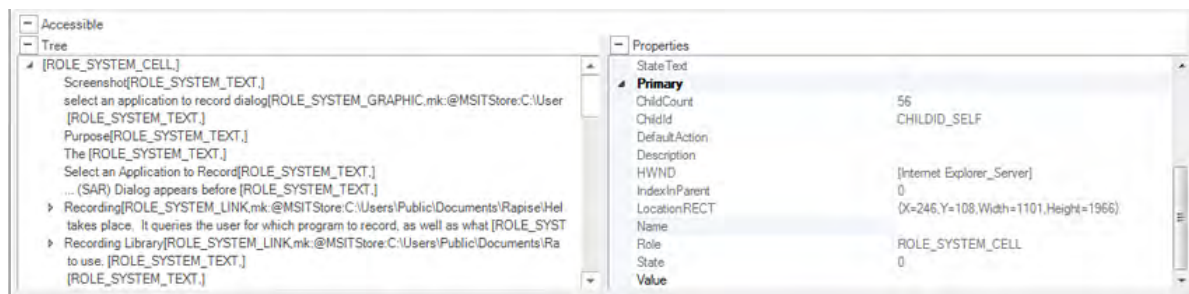 Accessible
Tree
[ROLE_SYSTEM_CELL,]
Screenshot[ROLE_SYSTEM_TEXT,]
select an application to record dialog[ROLE_SYSTEM_GRAPHIC,mk:@MSITStore:C:\User
[ROLE_SYSTEM_TEXT,]
Purpose[ROLE_SYSTEM_TEXT,]
The [ROLE_SYSTEM_TEXT,]
Select an Application to Record[ROLE_SYSTEM_TEXT,]
... (SAR) Dialog appears before [ROLE_SYSTEM_TEXT,]
Recording[ROLE_SYSTEM_LINK,mk:@MSITStore:C:\Users\Public\Documents\Rapise\Hel
takes place.  It queries the user for which program to record, as well as what [ROLE_SYST
Recording Library[ROLE_SYSTEM_LINK,mk:@MSITStore:C:\Users\Public\Documents\Ra
to use. [ROLE_SYSTEM_TEXT,]
[ROLE_SYSTEM_TEXT,]
Properties
StateText
Primary
ChildCount 56
ChildId CHILDID_SELF
DefaultAction
Description
HWND [Internet Explorer_Server]
IndexInParent 0
LocationRECT {X=246,Y=108,Width=1101,Height=1966}
Name
Role ROLE_SYSTEM_CELL
State 0
Value